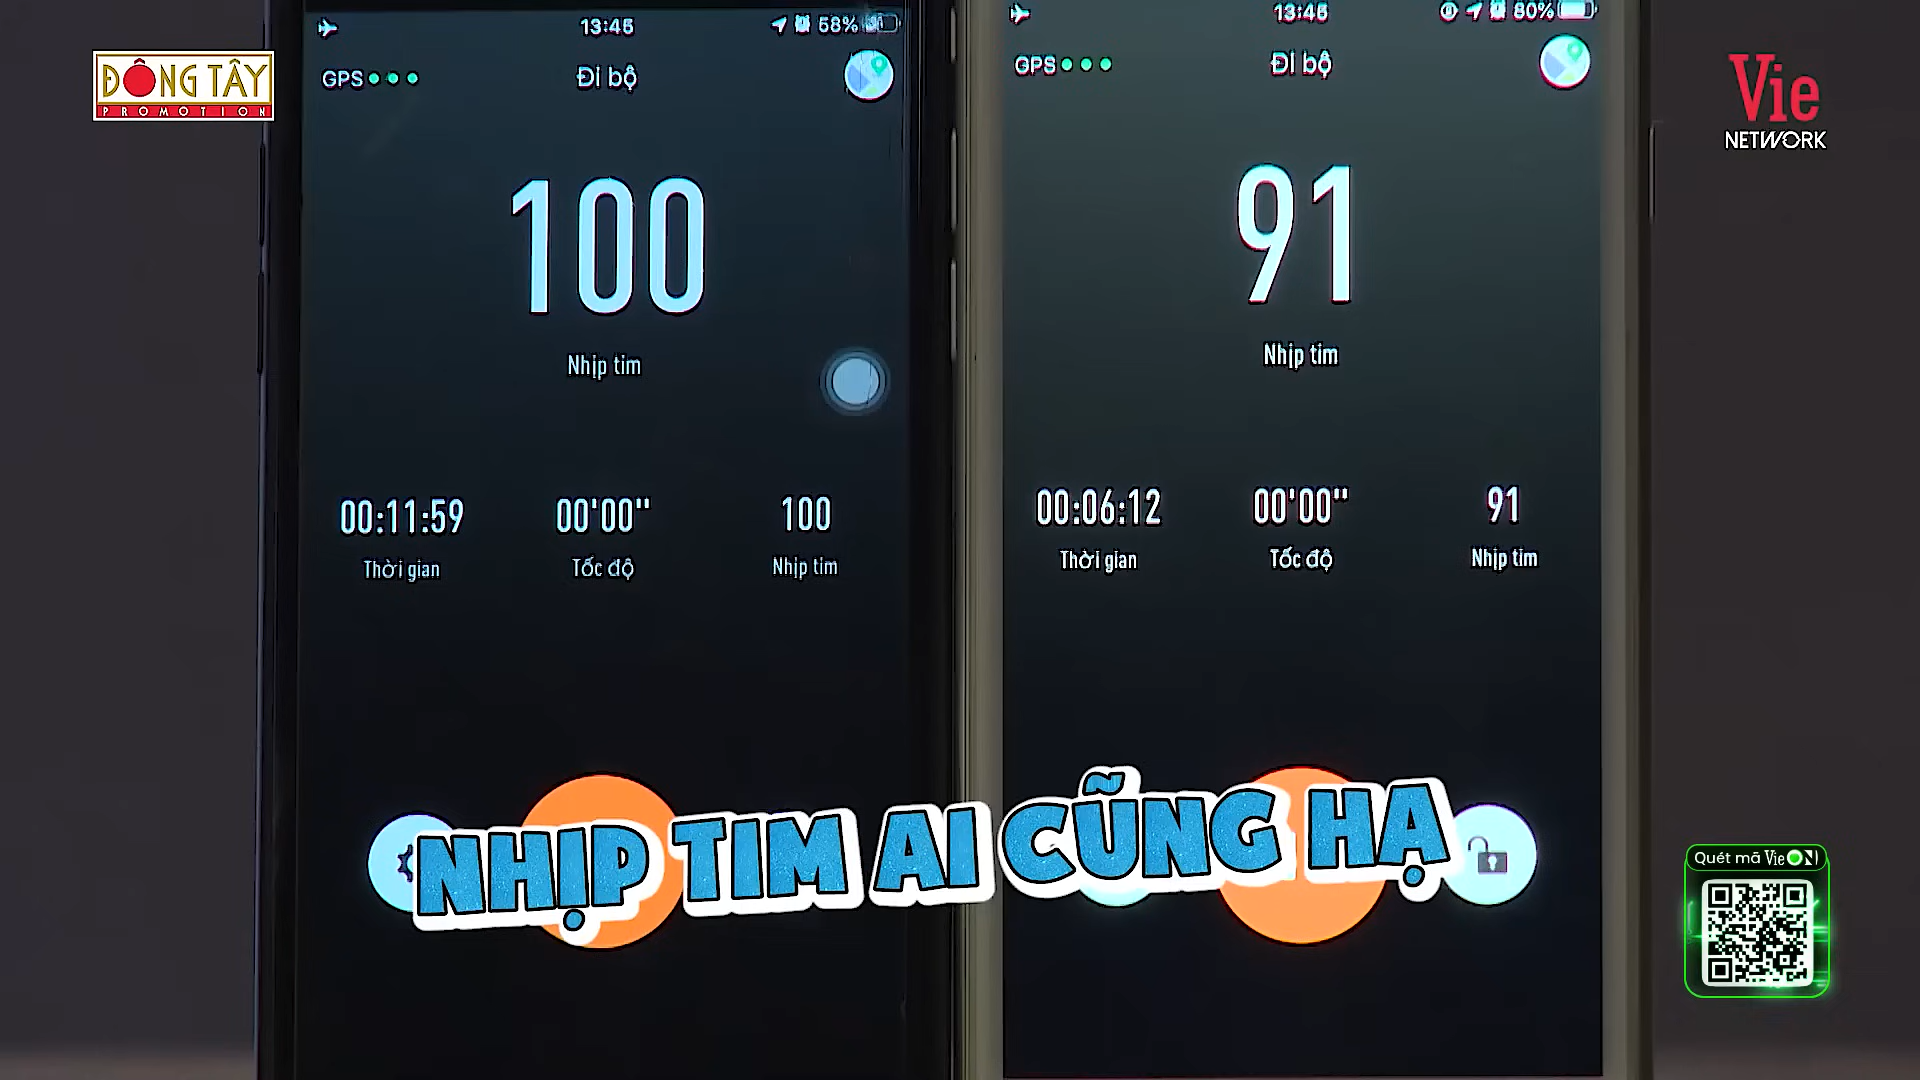 ĐÔNG TÂY
PROMOTION
13:45
58%
GPS
Đi bộ
100
Nhịp tim
00:11:59
00'00"
100
Thời gian
Tốc độ
Nhịp tim
13:45
80%
GPS
Đi bộ
91
Nhịp tim
00:06:12
00'00"
91
Thời gian
Tốc độ
Nhịp tim
Vie
NETWORK
NHỊP TIM AI CŨNG HẠ
Quét mã VieON